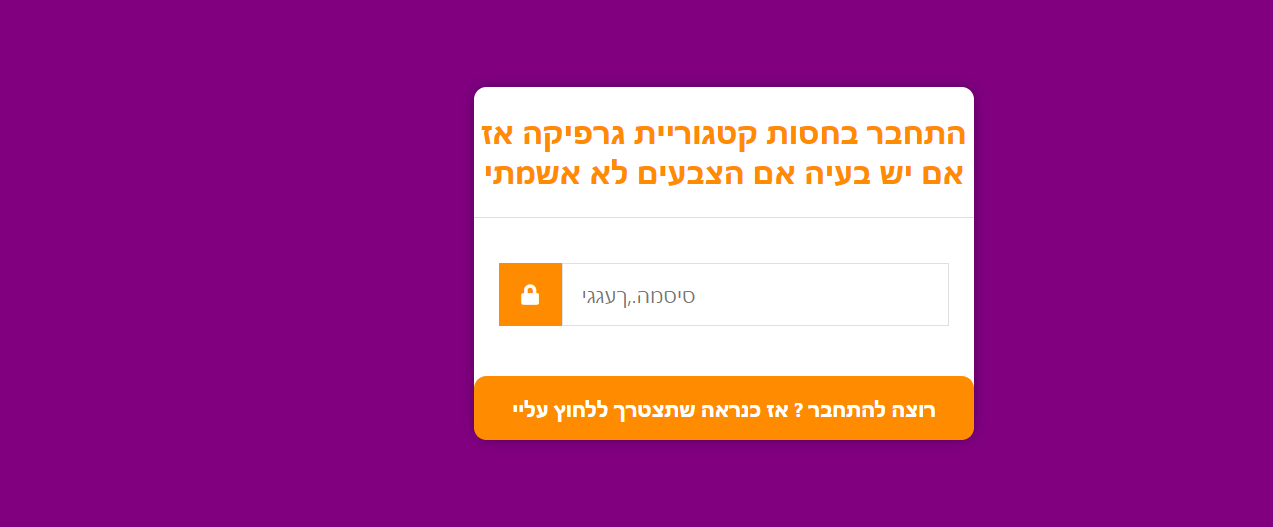 התחבר בחסות קטגוריית גרפיקה אז
אם יש בעיה אם הצבעים לא אשמתי
סיסמה.,ךעגגי
רוצה להתחבר ? אז כנראה שתצטרך ללחוץ עליי